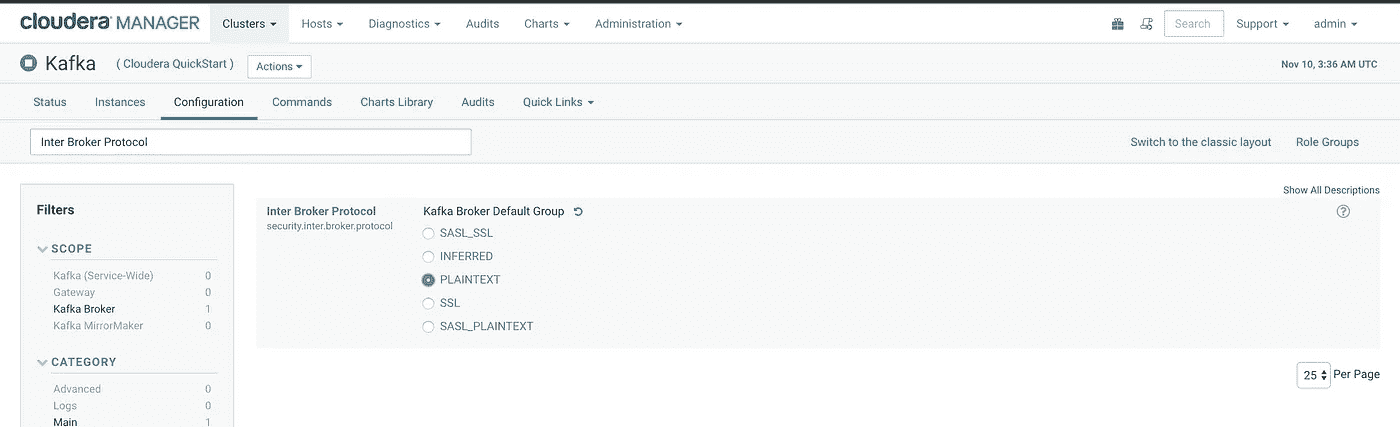 cloudera MANAGER Clusters Hosts Diagnostics Audits Charts Administration Search Support admin
Kafka ( Cloudera QuickStart ) Actions Nov 10, 3:36 AM UTC
Status Instances Configuration Commands Charts Library Audits Quick Links
Inter Broker Protocol Switch to the classic layout Role Groups
Show All Descriptions
Filters
SCOPE
Kafka (Service-Wide) 0
Gateway 0
Kafka Broker 1
Kafka MirrorMaker 0
CATEGORY
Advanced 0
Logs 0
Main 1
Inter Broker Protocol Kafka Broker Default Group ?
security.inter.broker.protocol
SASL_SSL
INFERRED
PLAINTEXT
SSL
SASL_PLAINTEXT
25 Per Page